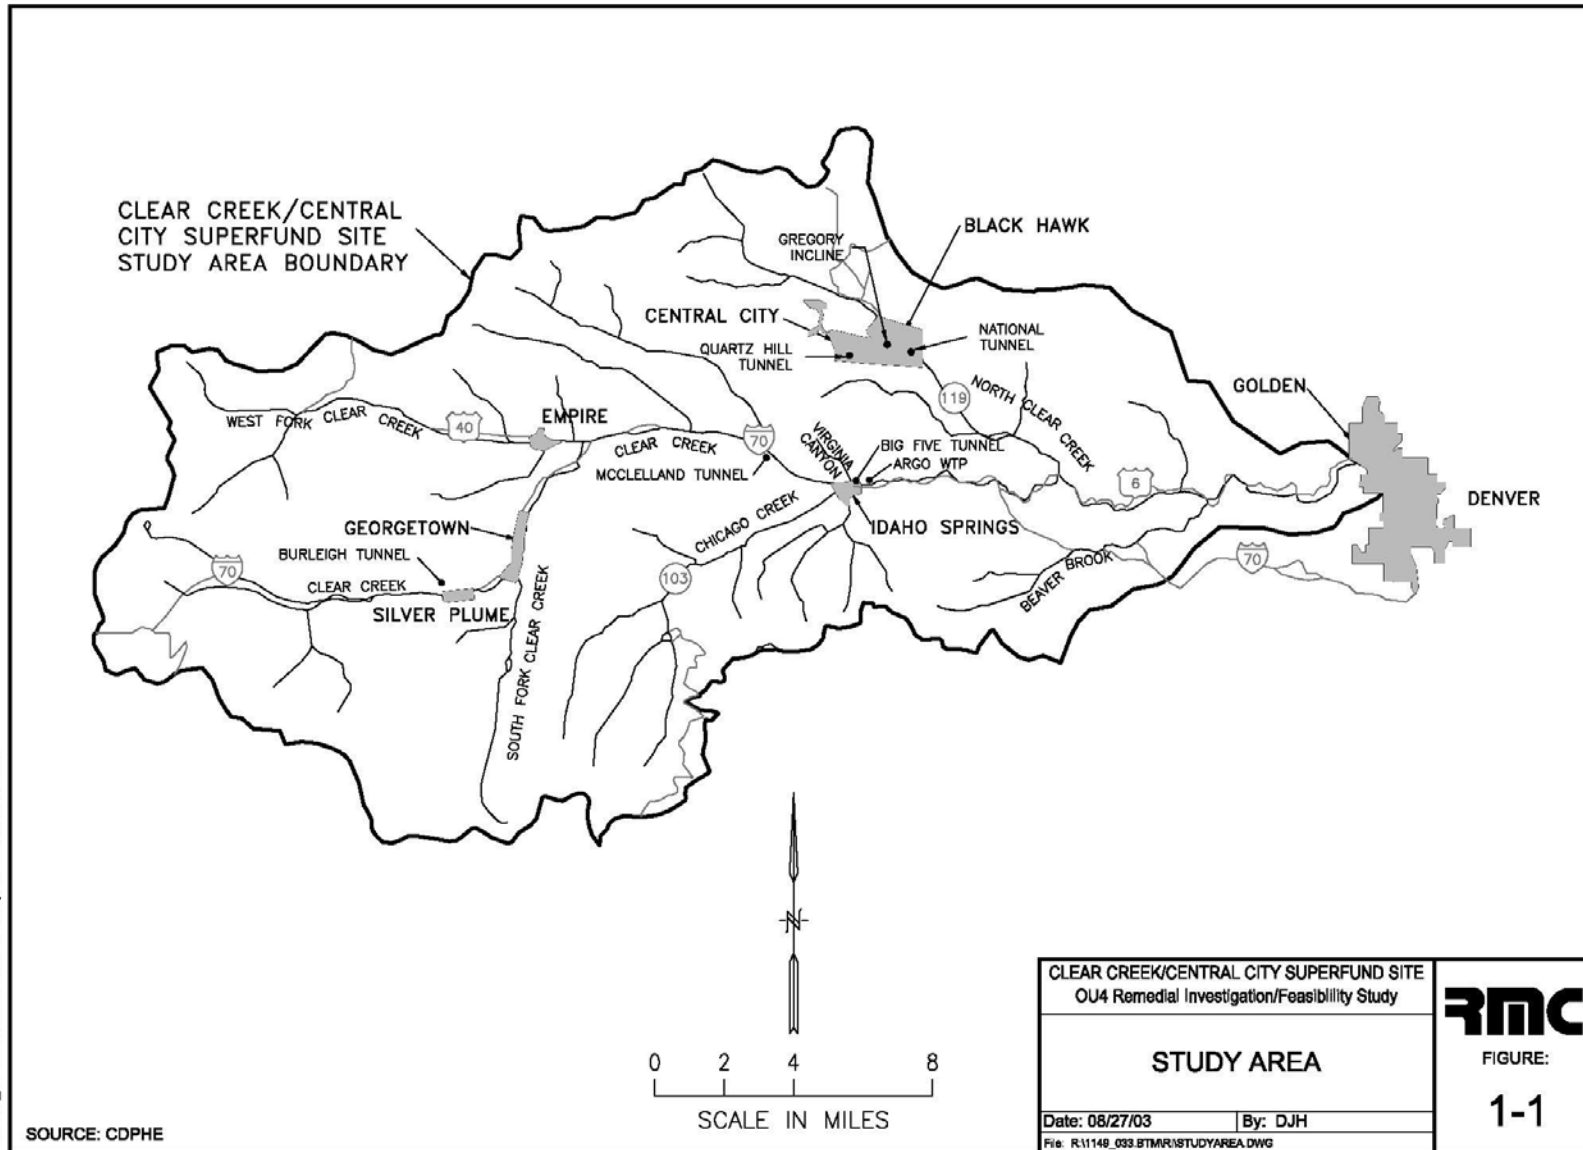 CLEAR CREEK/CENTRAL
CITY SUPERFUND SITE
STUDY AREA BOUNDARY
GREGORY
INCLINE
BLACK HAWK
CENTRAL CITY
NATIONAL
TUNNEL
QUARTZ HILL
TUNNEL
GOLDEN
119
NORTH CLEAR CREEK
WEST FORK CLEAR CREEK
40
EMPIRE
CLEAR CREEK
70
MCCLELLAND TUNNEL
VIRGINIA
CANYON
BIG FIVE TUNNEL
ARGO WTP
6
DENVER
GEORGETOWN
CHICAGO CREEK
IDAHO SPRINGS
BURLEIGH TUNNEL
70
CLEAR CREEK
SILVER PLUME
103
BEAVER BROOK
70
SOUTH FORK CLEAR CREEK
N
0 2 4 8
SCALE IN MILES
SOURCE: CDPHE
CLEAR CREEK/CENTRAL CITY SUPERFUND SITE
OU4 Remedial Investigation/Feasiblility Study
STUDY AREA
Date: 08/27/03 By: DJH
File: R:\1149_033.BTM\RI\STUDYAREA.DWG
RMC
FIGURE:
1-1